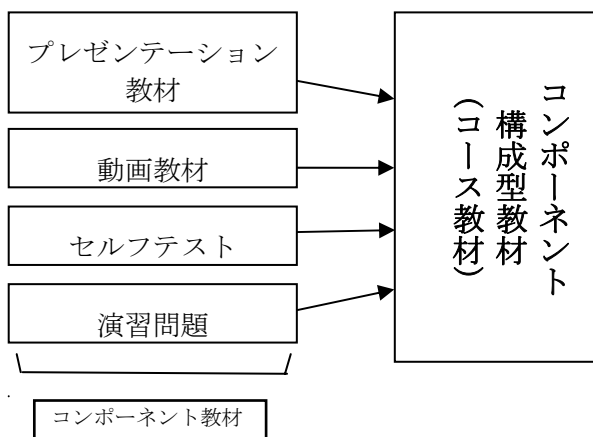 プレゼンテーション
教材
動画教材
セルフテスト
演習問題
コンポーネント教材
コンポーネント
構成型教材
(コース教材)